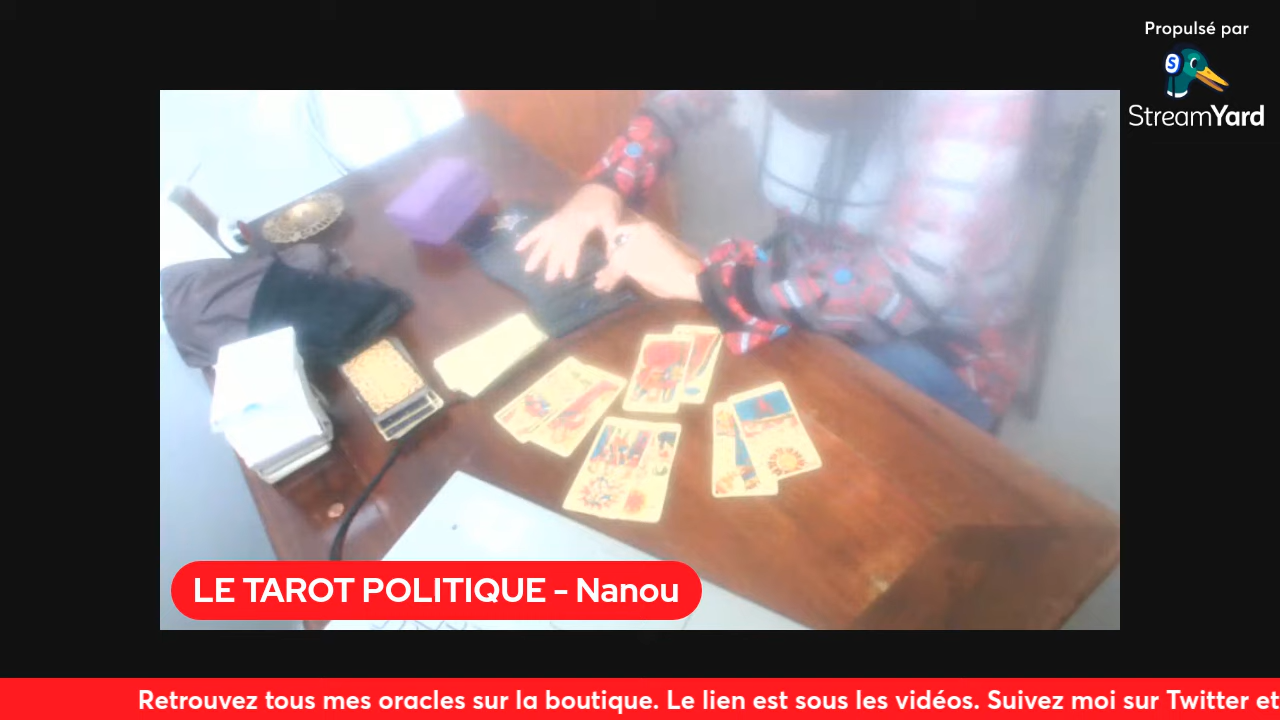 Propulsé par
StreamYard
LE TAROT POLITIQUE - Nanou
Retrouvez tous mes oracles sur la boutique. Le lien est sous les vidéos. Suivez moi sur Twitter et